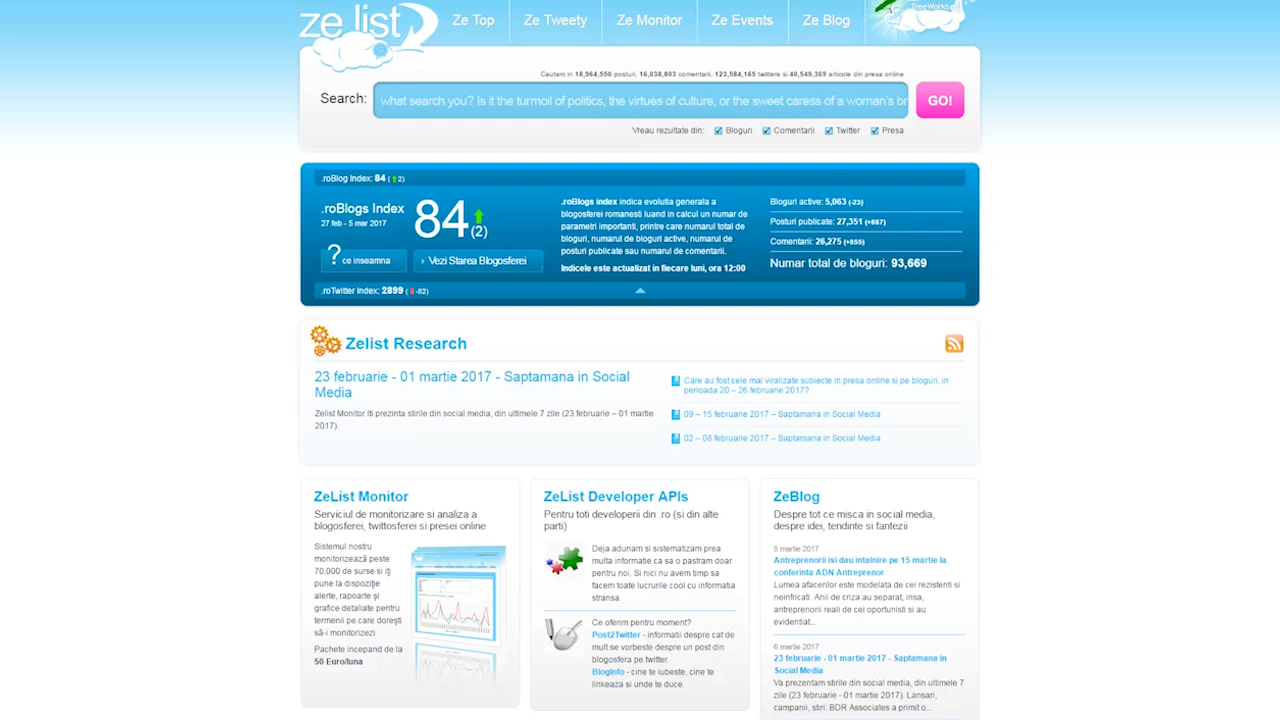 ze list
Ze Top
Ze Tweety
Ze Monitor
Ze Events
Ze Blog
TreeWorks
Cautam in 18,964,550 postari, 16,038,803 comentarii, 123,584,165 twittere si 40,549,369 articole din presa online
Search:
what search you? Is it the turmoil of politics, the virtues of culture, or the sweet caress of a woman's br
GO!
Vreau rezultate din:
Bloguri
Comentarii
Twitter
Presa
.roBlog Index: 84 (2)
.roBlogs Index
27 feb - 5 mar 2017
84
(2)
? ce inseamna
Vezi Starea Blogosferei
.roBlogs index indica evolutia generala a
blogosferei romanesti luand in calcul un numar de
parametri importanti, printre care numarul total de
bloguri, numarul de bloguri active, numarul de
posturi publicate sau numarul de comentarii.
Indicele este actualizat in fiecare luni, ora 12:00
Bloguri active: 5,063 (-23)
Posturi publicate: 27,351 (+887)
Comentarii: 26,275 (+855)
Numar total de bloguri: 93,669
.roTwitter Index: 2899 (-52)
Zelist Research
23 februarie - 01 martie 2017 - Saptamana in Social
Media
Zelist Monitor iti prezinta stirile din social media, din ultimele 7 zile (23 februarie – 01 martie
2017).
Care au fost cele mai viralizate subiecte in presa online si pe bloguri, in
perioada 20 – 26 februarie 2017?
09 – 15 februarie 2017 – Saptamana in Social Media
02 – 08 februarie 2017 – Saptamana in Social Media
ZeList Monitor
Serviciul de monitorizare si analiza a
blogosferei, twittosferei si presei online
Sistemul nostru
monitorizează peste
70.000 de surse si iţi
pune la dispoziţie
alerte, rapoarte şi
grafice detaliate pentru
termenii pe care doreşti
să-i monitorizezi
Pachete incepand de la
50 Euro/luna
ZeList Developer APIs
Pentru toti developerii din .ro (si din alte
parti)
Deja adunam si sistematizam prea
multa informatie ca sa o pastram doar
pentru noi. Si nici nu avem timp sa
facem toate lucrurile cool cu informatia
stransa.
Ce oferim pentru moment?
Post2Twitter - informatii despre cat de
mult se vorbeste despre un post din
blogosfera pe twitter.
BlogInfo - cine te iubeste, cine te
linkeaza si unde te duce.
ZeBlog
Despre tot ce misca in social media,
despre idei, tendinte si fantezii
8 martie 2017
Antreprenorii isi dau intalnire pe 15 martie la
conferinta ADN Antreprenor
Lumea afacerilor este modelata de cei rezistenti si
neinfricati. Anii de criza au separat, insa,
antreprenorii reali de cei oportunisti si au
evidentiat...
6 martie 2017
23 februarie - 01 martie 2017 - Saptamana in
Social Media
Va prezentam stirile din social media, din ultimele 7
zile (23 februarie - 01 martie 2017). Lansari,
campanii, stiri: BDR Associates a primit o...